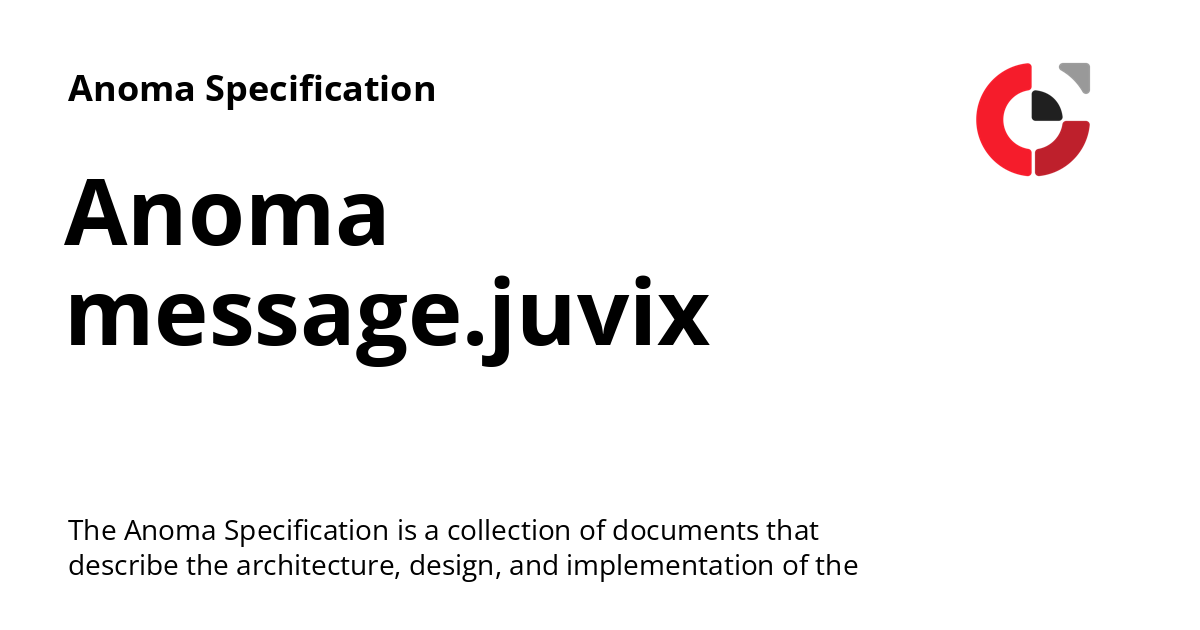 Anoma Specification
Anoma
message.juvix
The Anoma Specification is a collection of documents that
describe the architecture, design, and implementation of the